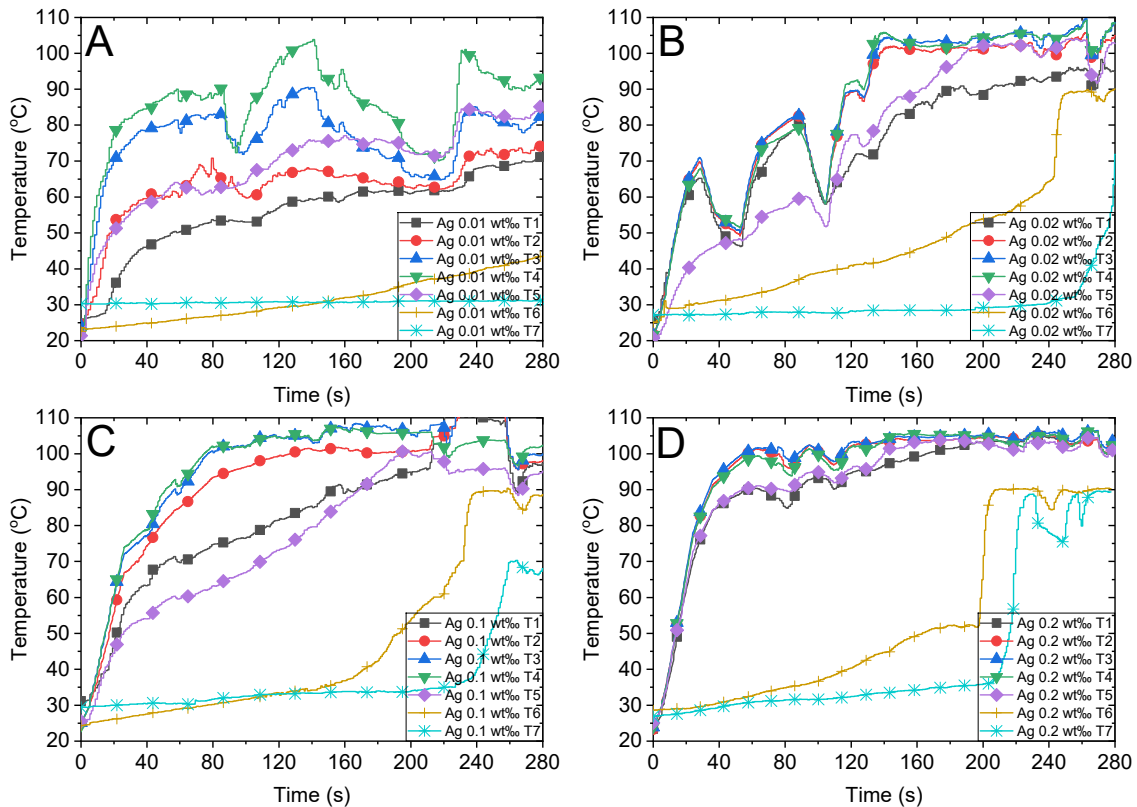 A
Temperature (°C)
110
100
90
80
70
60
50
40
30
20
0 40 80 120 160 200 240 280
Time (s)
Ag 0.01 wt‰ T1
Ag 0.01 wt‰ T2
Ag 0.01 wt‰ T3
Ag 0.01 wt‰ T4
Ag 0.01 wt‰ T5
Ag 0.01 wt‰ T6
Ag 0.01 wt‰ T7
B
Temperature (°C)
110
100
90
80
70
60
50
40
30
20
0 40 80 120 160 200 240 280
Time (s)
Ag 0.02 wt‰ T1
Ag 0.02 wt‰ T2
Ag 0.02 wt‰ T3
Ag 0.02 wt‰ T4
Ag 0.02 wt‰ T5
Ag 0.02 wt‰ T6
Ag 0.02 wt‰ T7
C
Temperature (°C)
110
100
90
80
70
60
50
40
30
20
0 40 80 120 160 200 240 280
Time (s)
Ag 0.1 wt‰ T1
Ag 0.1 wt‰ T2
Ag 0.1 wt‰ T3
Ag 0.1 wt‰ T4
Ag 0.1 wt‰ T5
Ag 0.1 wt‰ T6
Ag 0.1 wt‰ T7
D
Temperature (°C)
110
100
90
80
70
60
50
40
30
20
0 40 80 120 160 200 240 280
Time (s)
Ag 0.2 wt‰ T1
Ag 0.2 wt‰ T2
Ag 0.2 wt‰ T3
Ag 0.2 wt‰ T4
Ag 0.2 wt‰ T5
Ag 0.2 wt‰ T6
Ag 0.2 wt‰ T7